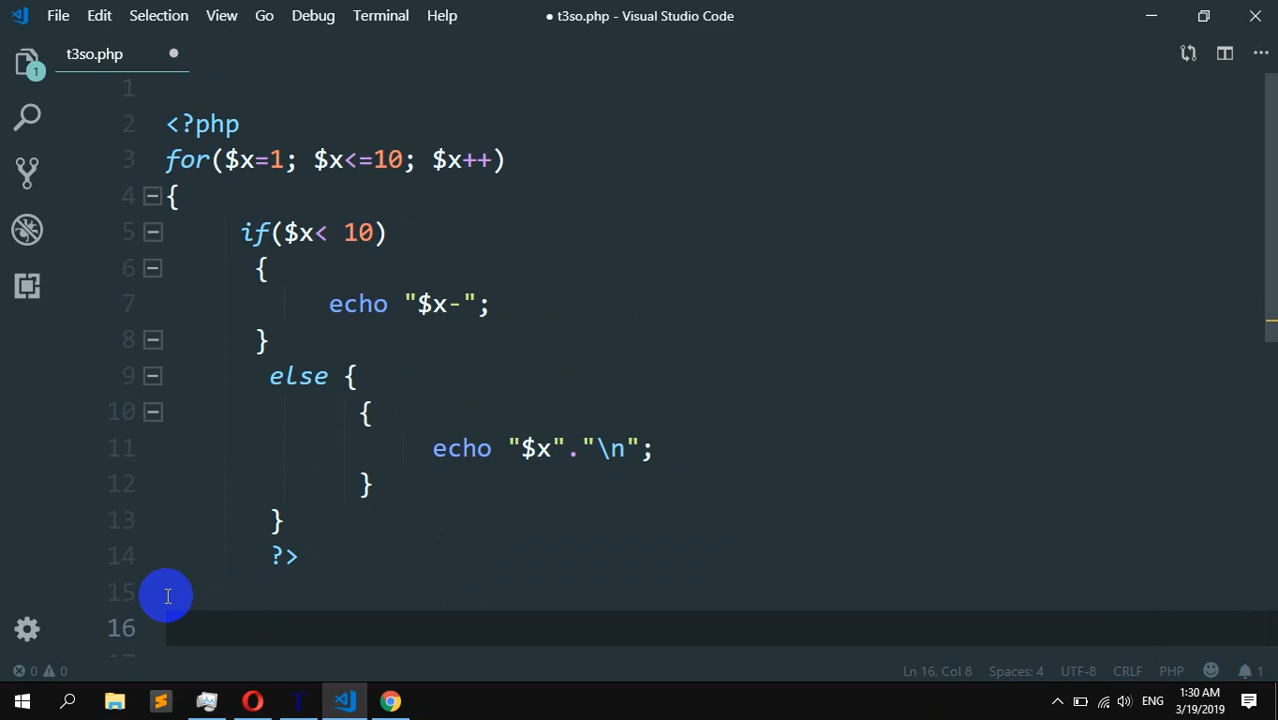 File Edit Selection View Go Debug Terminal Help ● t3so.php - Visual Studio Code
t3so.php
1
1
2 <?php
3 for($x=1; $x<=10; $x++)
4 {
5 if($x< 10)
6 {
7 echo "$x-";
8 }
9 else {
10 {
11 echo "$x"."\n";
12 }
13 }
14 ?>
15
16
0 0 Ln 16, Col 8 Spaces: 4 UTF-8 CRLF PHP 1
ENG 1:30 AM
3/19/2019